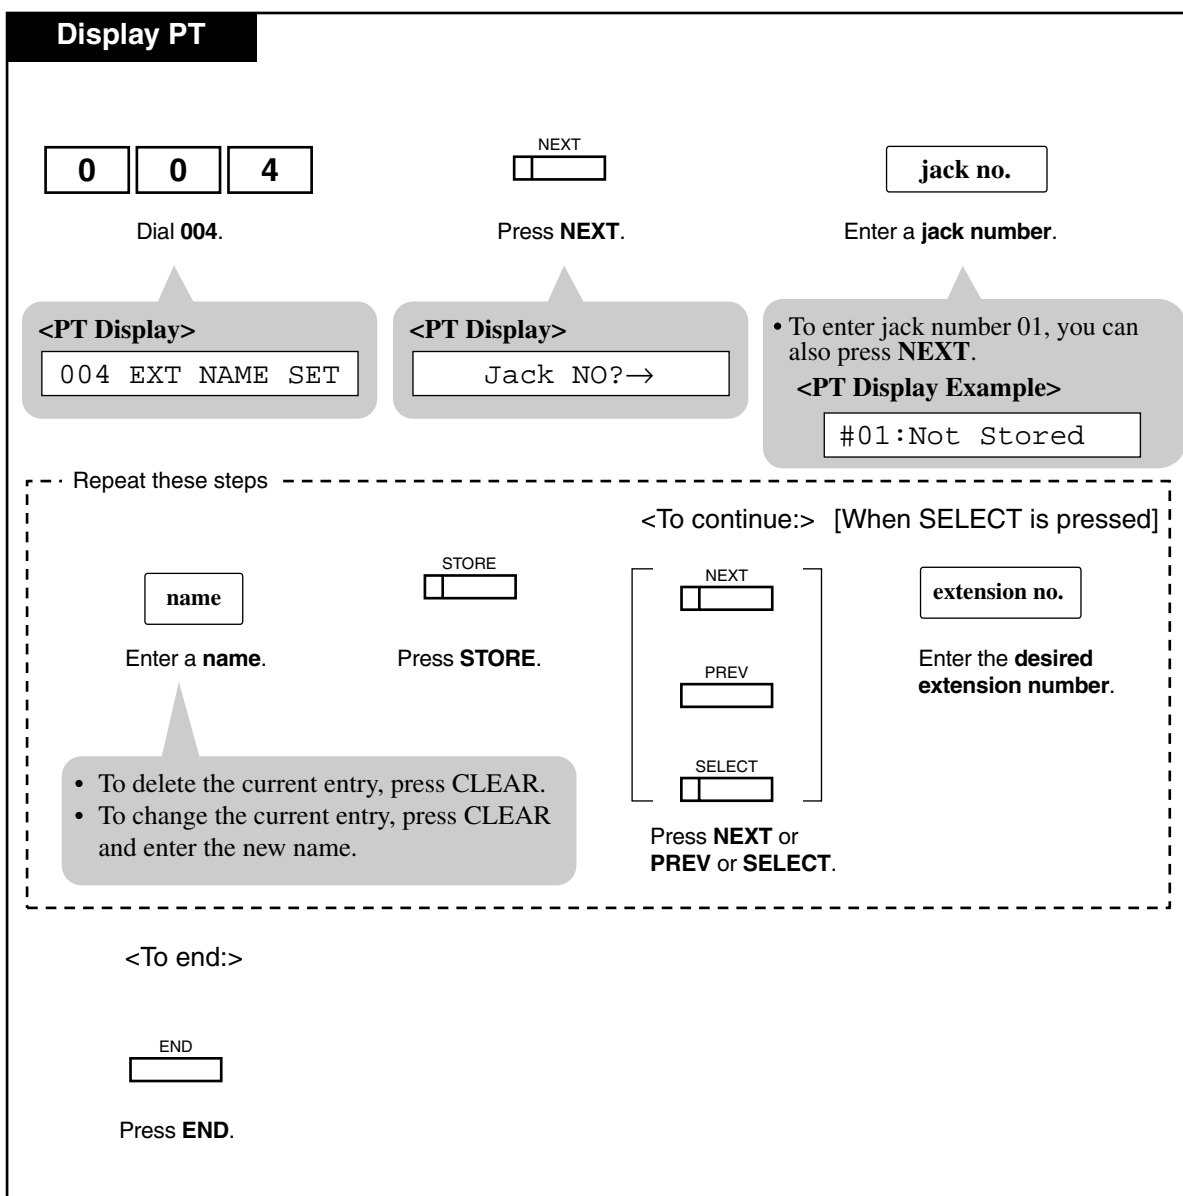 Display PT
0 0 4
NEXT
jack no.
Dial 004.
Press NEXT.
Enter a jack number.
<PT Display>
004 EXT NAME SET
<PT Display>
Jack NO?→
• To enter jack number 01, you can
also press NEXT.
<PT Display Example>
#01:Not Stored
Repeat these steps
<To continue:> [When SELECT is pressed]
name
Enter a name.
STORE
Press STORE.
NEXT
PREV
SELECT
Press NEXT or
PREV or SELECT.
extension no.
Enter the desired
extension number.
• To delete the current entry, press CLEAR.
• To change the current entry, press CLEAR
and enter the new name.
<To end:>
END
Press END.